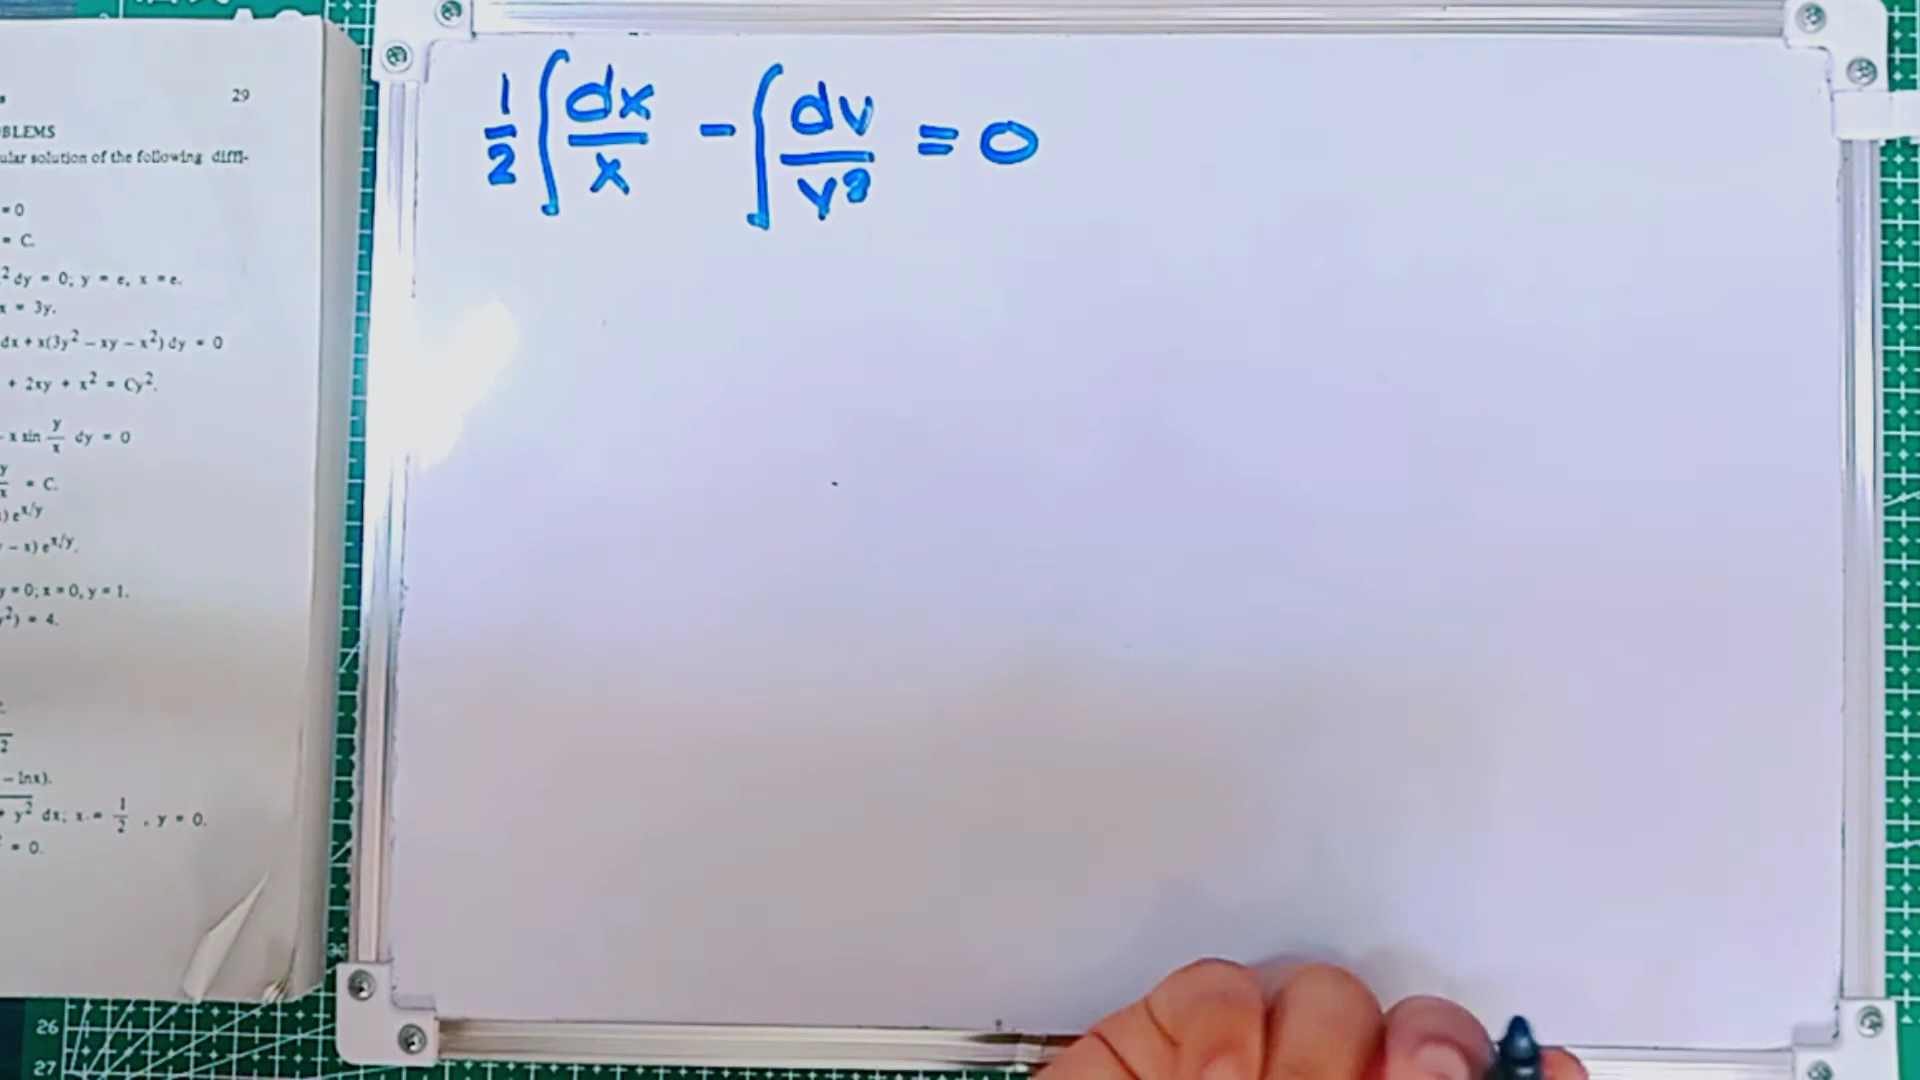 29
BLEMS
ular solution of the following diffi-
= 0
= C.
² dy = 0; y = e, x = e.
x = 3y.
dx + x(3y² – xy – x²) dy = 0
+ 2xy + x² = Cy².
- x sin y/x dy = 0
y/x = C.
) e^x/y
- x) e^x/y.
y = 0; x = 0, y = 1.
y²) = 4.
2
– lnx).
+ y² dx; x = 1/2 , y = 0.
= 0.
1/2 ∫ dx/x - ∫ dv/v² = 0
26
27